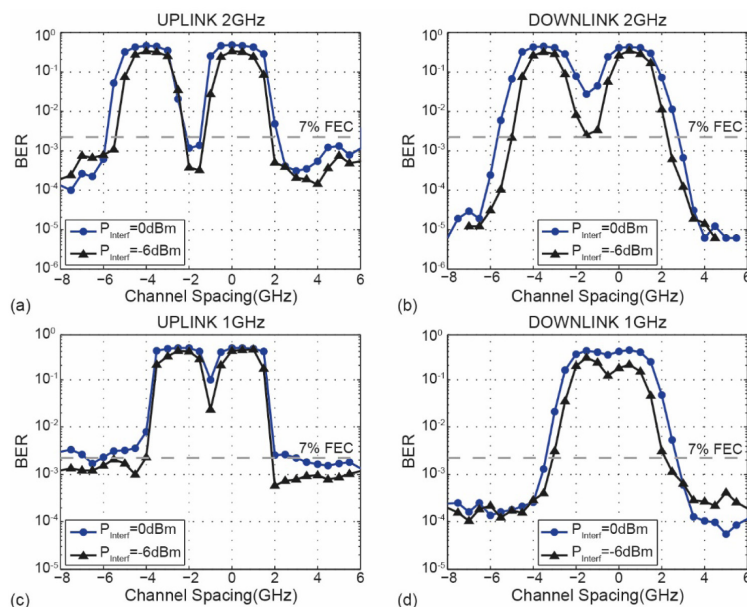 UPLINK 2GHz
10^0
10^-1
10^-2
10^-3
10^-4
10^-5
10^-6
BER
7% FEC
P_Interf=0dBm
P_Interf=-6dBm
-8 -6 -4 -2 0 2 4 6
Channel Spacing(GHz)
(a)
DOWNLINK 2GHz
10^0
10^-1
10^-2
10^-3
10^-4
10^-5
10^-6
BER
7% FEC
P_Interf=0dBm
P_Interf=-6dBm
-8 -6 -4 -2 0 2 4 6
Channel Spacing(GHz)
(b)
UPLINK 1GHz
10^0
10^-1
10^-2
10^-3
10^-4
10^-5
BER
7% FEC
P_Interf=0dBm
P_Interf=-6dBm
-8 -6 -4 -2 0 2 4 6
Channel Spacing(GHz)
(c)
DOWNLINK 1GHz
10^0
10^-1
10^-2
10^-3
10^-4
10^-5
BER
7% FEC
P_Interf=0dBm
P_Interf=-6dBm
-8 -6 -4 -2 0 2 4 6
Channel Spacing(GHz)
(d)